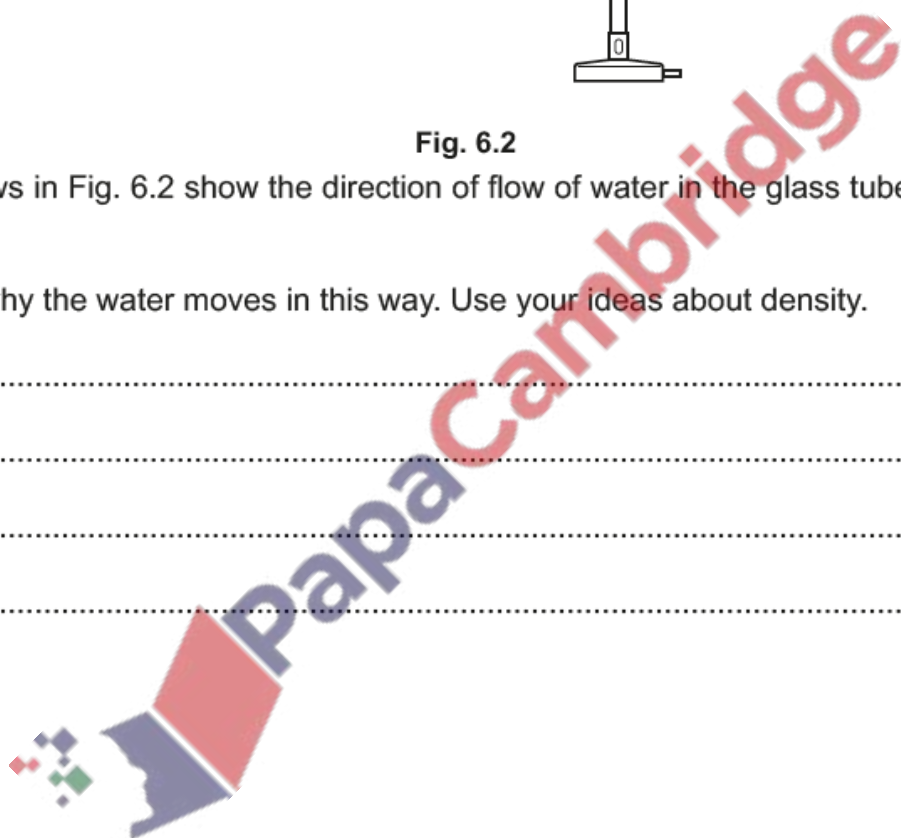 Fig. 6.2
ws in Fig. 6.2 show the direction of flow of water in the glass tube
hy the water moves in this way. Use your ideas about density.
PapaCambridge